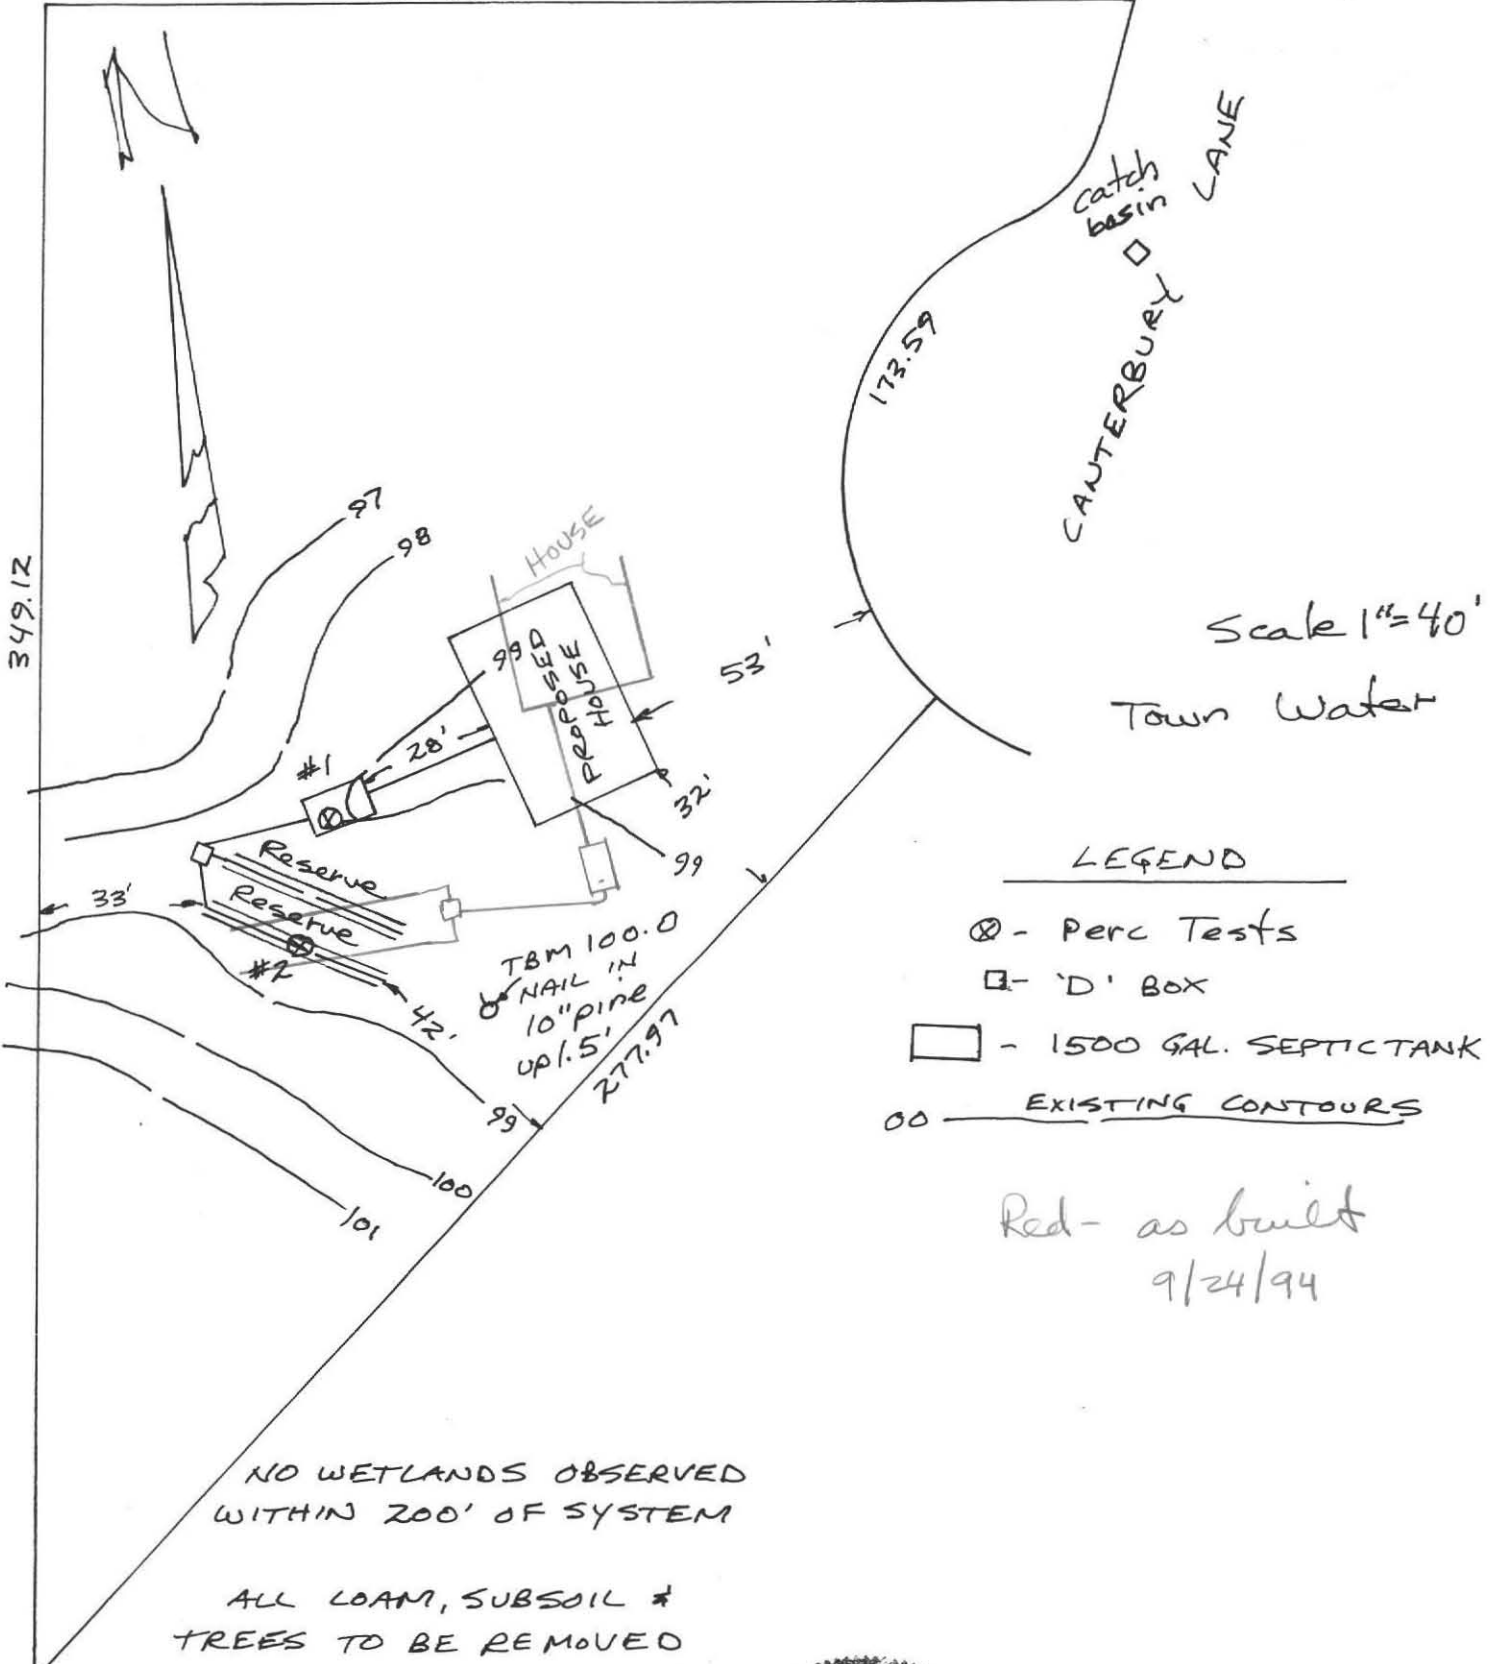 N
catch
basin
CANTERBURY LANE
173.59
97
98
HOUSE
349.12
Scale 1"=40'
99
PROPOSED
HOUSE
53'
Town Water
28'
#1
32'
99
Reserve
Reserve
33'
#2
42'
TBM 100.0
NAIL IN
10" pine
up 1.5'
277.97
99
100
101
LEGEND
⊗- Perc Tests
- 'D' BOX
- 1500 GAL. SEPTIC TANK
00 EXISTING CONTOURS
Red- as built
9/24/94
NO WETLANDS OBSERVED
WITHIN 200' OF SYSTEM
ALL LOAM, SUBSOIL &
TREES TO BE REMOVED